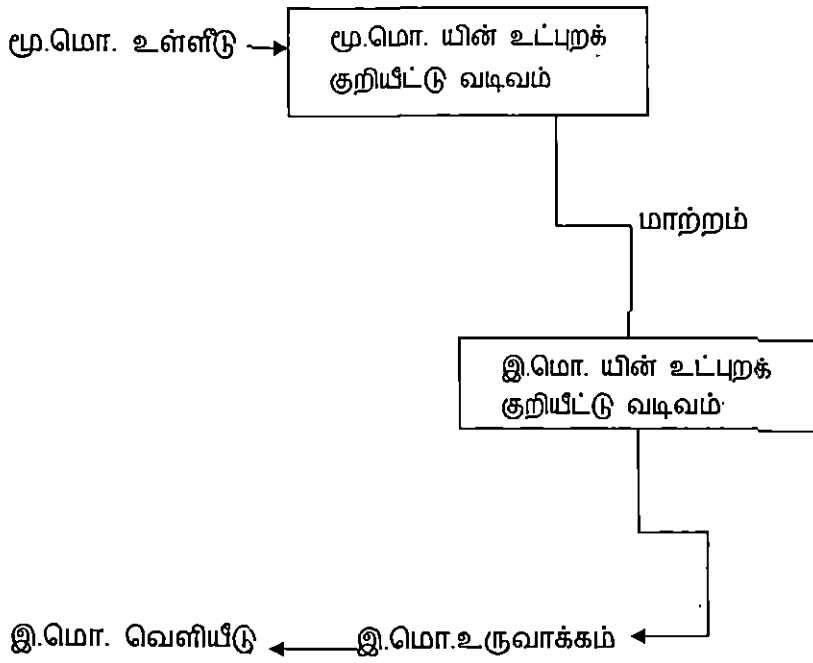 மூ.மொ. உள்ளீடு
மூ.மொ. யின் உட்புறக்
குறியீட்டு வடிவம்
மாற்றம்
இ.மொ. யின் உட்புறக்
குறியீட்டு வடிவம்
இ.மொ. வெளியீடு
இ.மொ.உருவாக்கம்